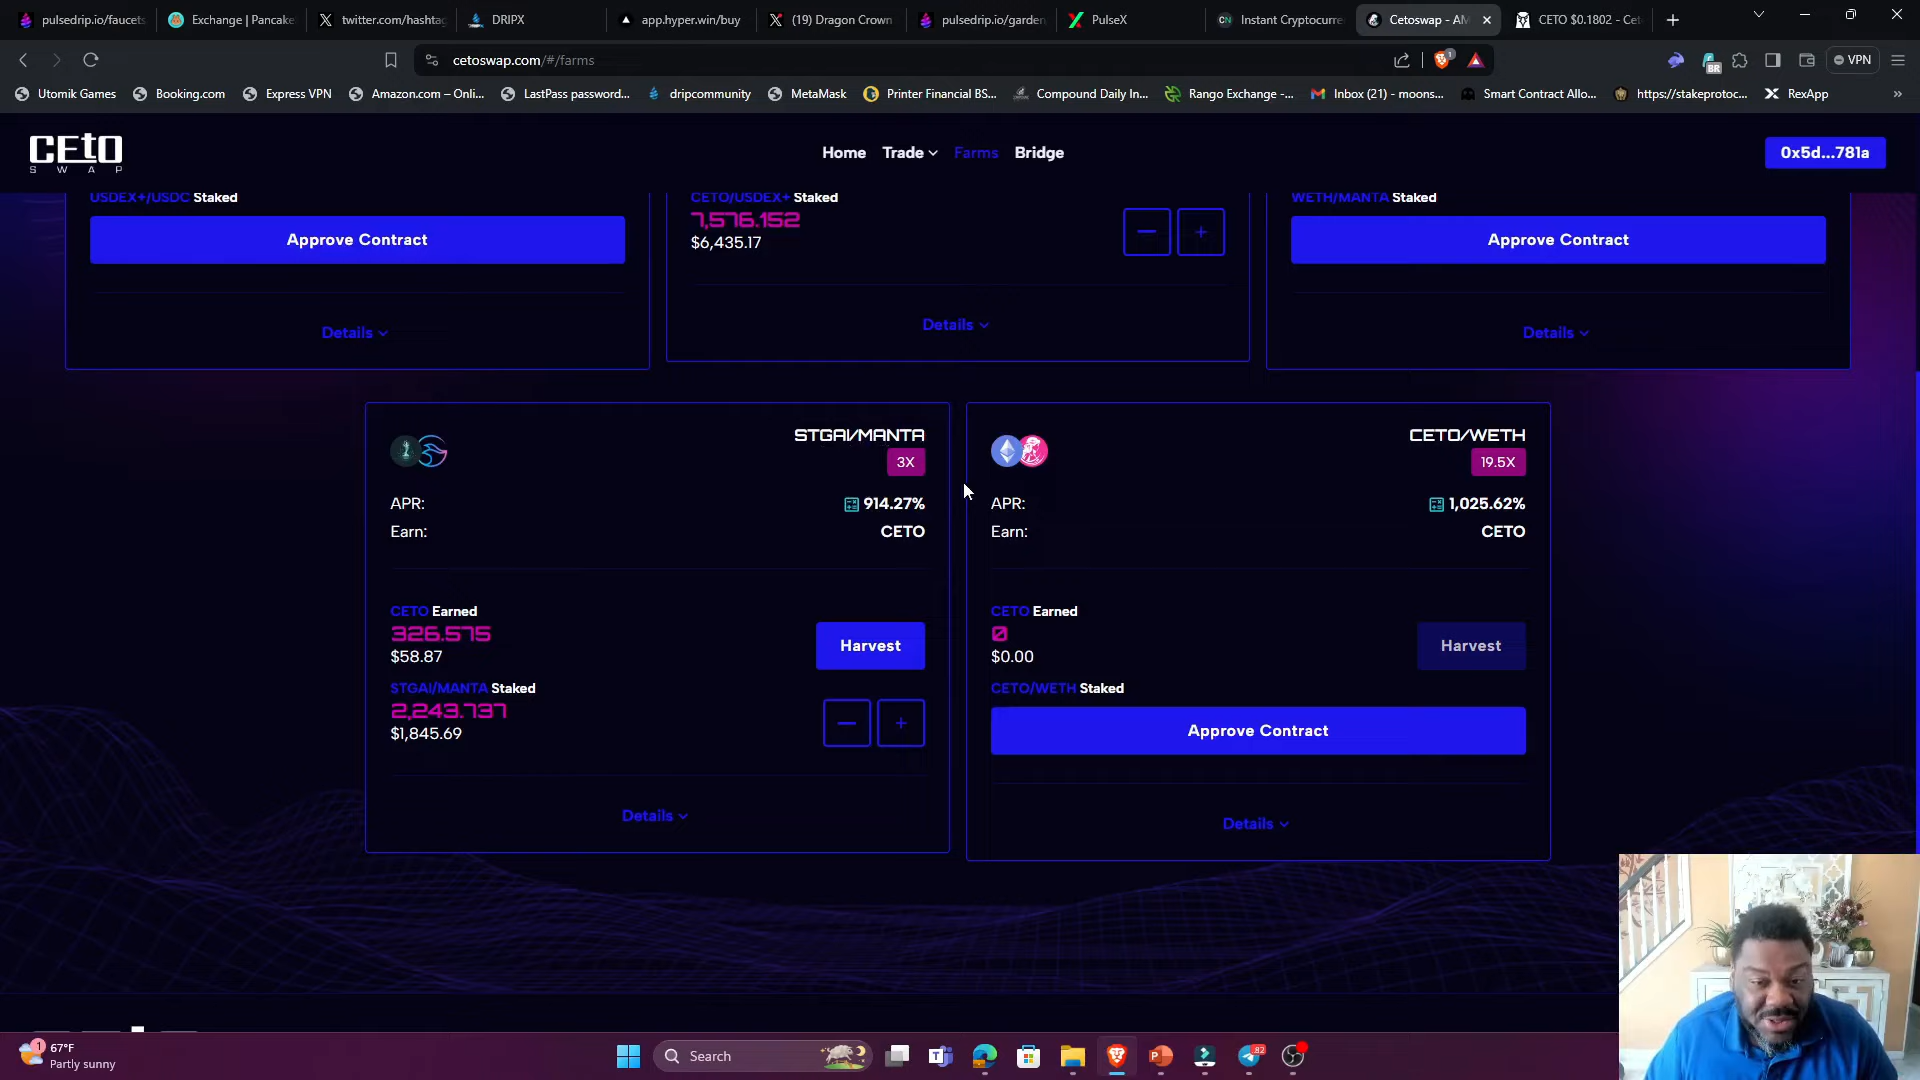 pulsedrip.io/faucets
Exchange | Pancake
twitter.com/hashtag
DRIPX
app.hyper.win/buy
(19) Dragon Crown
pulsedrip.io/garden
PulseX
Instant Cryptocurre
Cetoswap - AM
CETO $0.1802 - Cet
cetoswap.com/#/farms
1
BR
VPN
Utomik Games
Booking.com
Express VPN
Amazon.com – Onli...
LastPass password...
dripcommunity
MetaMask
Printer Financial BS...
Compound Daily In...
Rango Exchange -...
Inbox (21) - moons...
Smart Contract Allo...
https://stakeprotoc...
RexApp
CETO
SWAP
Home
Trade
Farms
Bridge
0x5d...781a
USDEX+/USDC Staked
Approve Contract
Details
CETO/USDEX+ Staked
7,576.152
$6,435.17
Details
WETH/MANTA Staked
Approve Contract
Details
STGAI/MANTA
3X
APR:
914.27%
Earn:
CETO
CETO Earned
326.575
$58.87
Harvest
STGAI/MANTA Staked
2,243.737
$1,845.69
Details
CETO/WETH
19.5X
APR:
1,025.62%
Earn:
CETO
CETO Earned
0
$0.00
Harvest
CETO/WETH Staked
Approve Contract
Details
1
67°F
Partly sunny
Search
82